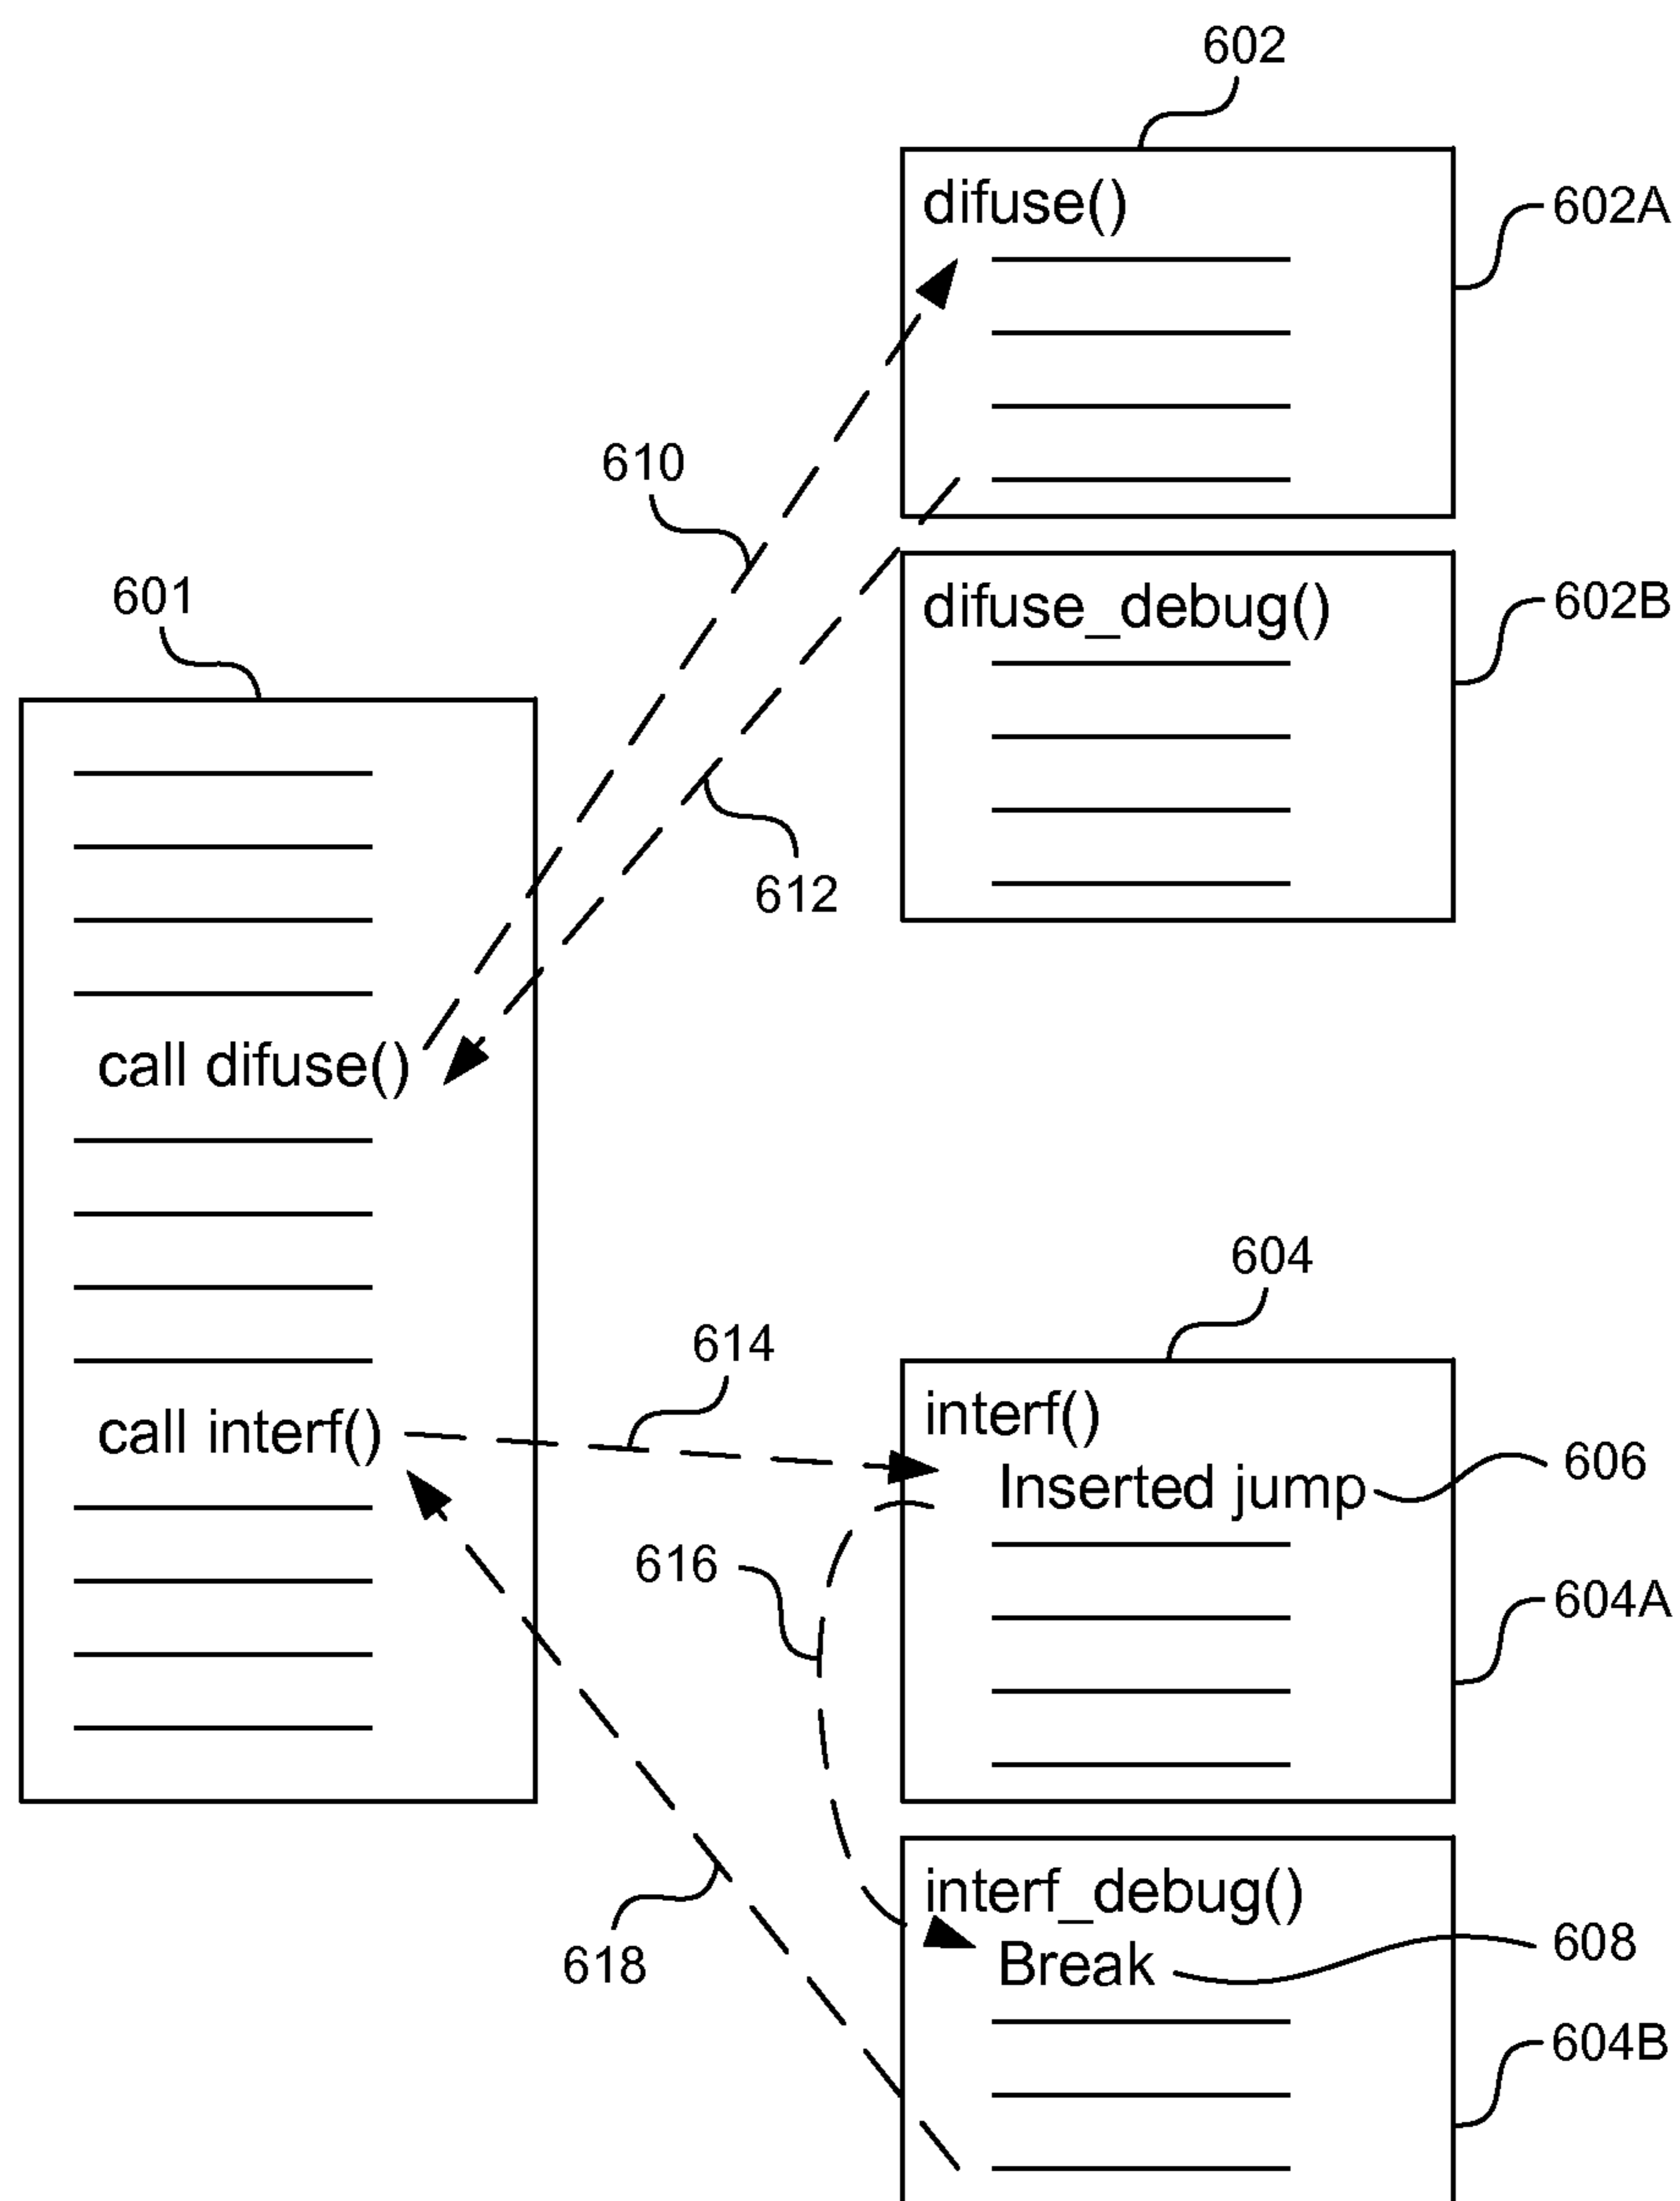 602
difuse()
602A
610
difuse_debug()
602B
601
612
call difuse()
604
614
call interf()
interf()
606
Inserted jump
616
604A
interf_debug()
608
Break
618
604B